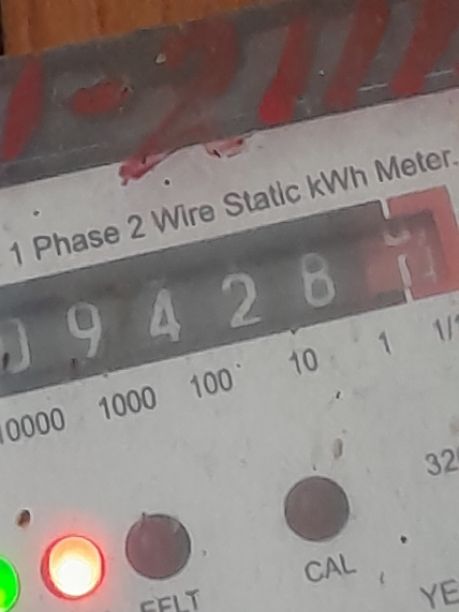 1 Phase 2 Wire Static kWh Meter.
9 4 2 8
10000 1000 100 10 1
CAL